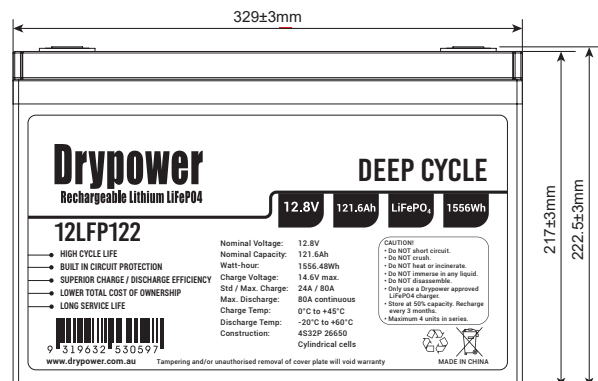 329±3mm
Drypower
Rechargeable Lithium LiFePO4
DEEP CYCLE
12.8V 121.6Ah LiFePO₄ 1556Wh
12LFP122
• HIGH CYCLE LIFE
• BUILT IN CIRCUIT PROTECTION
• SUPERIOR CHARGE / DISCHARGE EFFICIENCY
• LOWER TOTAL COST OF OWNERSHIP
• LONG SERVICE LIFE
Nominal Voltage: 12.8V
Nominal Capacity: 121.6Ah
Watt-hour: 1556.48Wh
Charge Voltage: 14.6V max.
Std / Max. Charge: 24A / 80A
Max. Discharge: 80A continuous
Charge Temp: 0°C to +45°C
Discharge Temp: -20°C to +60°C
Construction: 4S32P 26650
Cylindrical cells
CAUTION!
• Do NOT short circuit.
• Do NOT crush.
• Do NOT heat or incinerate.
• Do NOT immerse in any liquid.
• Do NOT disassemble.
• Only use a Drypower approved
LiFePO4 charger.
• Store at 50% capacity. Recharge
every 3 months.
• Maximum 4 units in series.
9 319632 530597
www.drypower.com.au
Tampering and/or unauthorised removal of cover plate will void warranty
MADE IN CHINA
217±3mm
222.5±3mm